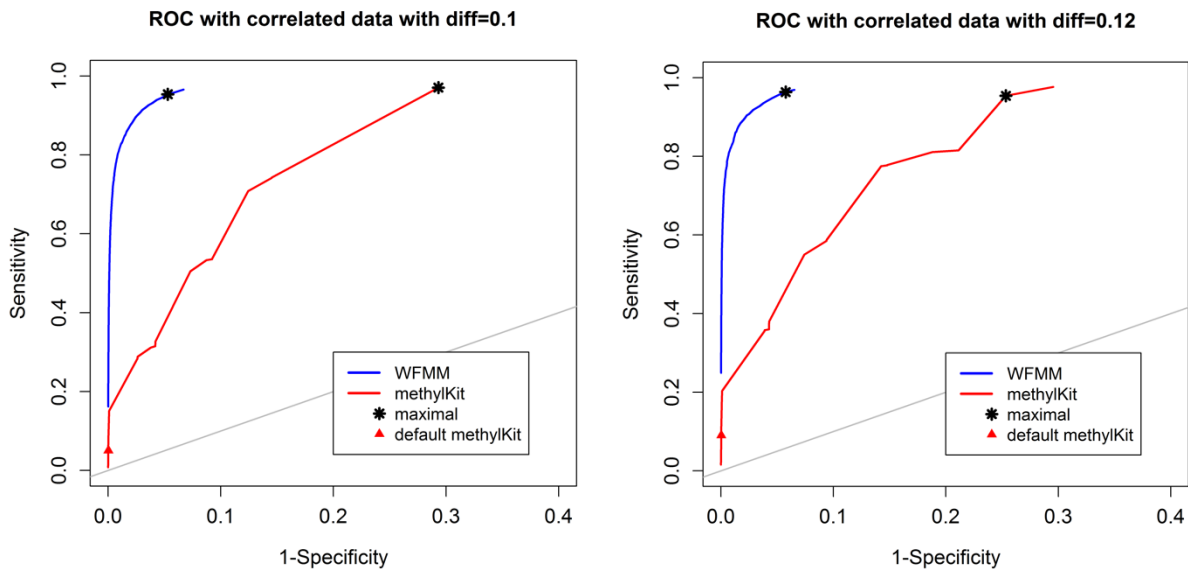 ROC with correlated data with diff=0.1
Sensitivity
1.0
0.8
0.6
0.4
0.2
0.0
WFMM
methylKit
maximal
default methylKit
0.0 0.1 0.2 0.3 0.4
1-Specificity
ROC with correlated data with diff=0.12
Sensitivity
1.0
0.8
0.6
0.4
0.2
0.0
WFMM
methylKit
maximal
default methylKit
0.0 0.1 0.2 0.3 0.4
1-Specificity